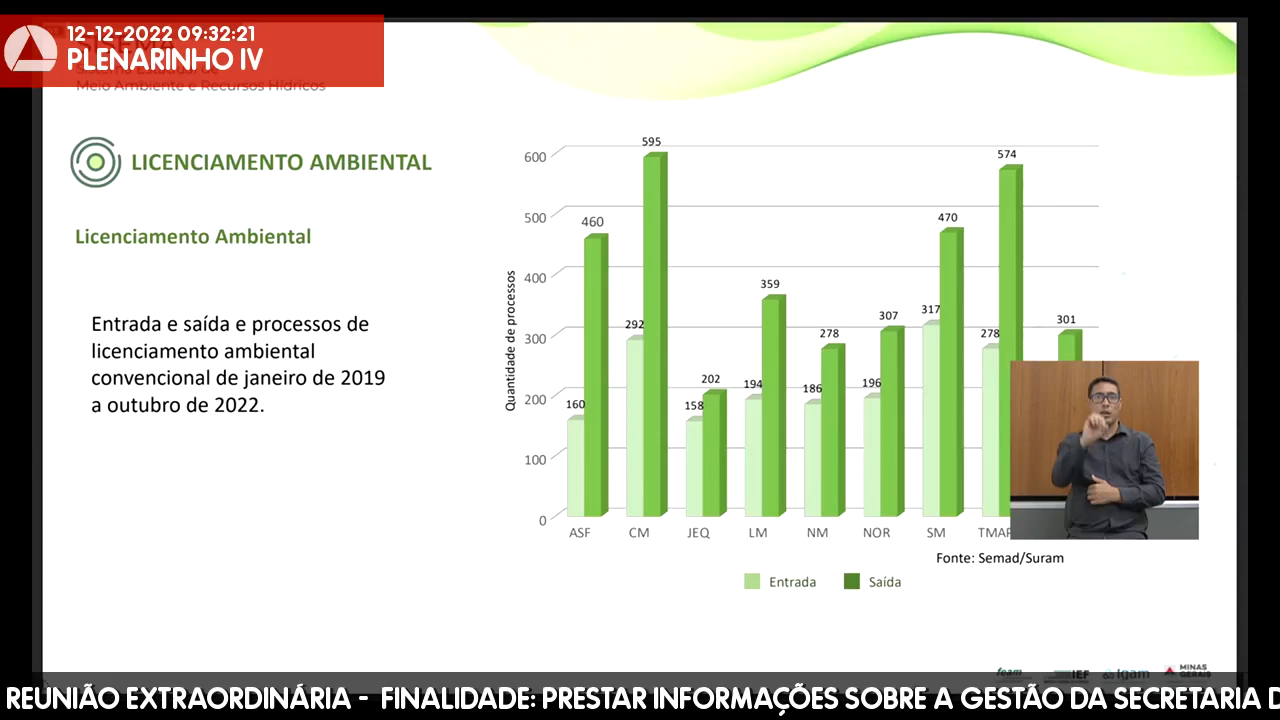 12-12-2022 09:32:21
PLENARINHO IV
Meio Ambiente e Recursos Hídricos
LICENCIAMENTO AMBIENTAL
Licenciamento Ambiental
Entrada e saída e processos de
licenciamento ambiental
convencional de janeiro de 2019
a outubro de 2022.
Quantidade de processos
600
500
400
300
200
100
0
160
460
292
595
158
202
194
359
186
278
196
307
317
470
278
574
301
ASF
CM
JEQ
LM
NM
NOR
SM
TMAP
Fonte: Semad/Suram
Entrada
Saída
feam
IEF
Igam
MINAS
GERAIS
REUNIÃO EXTRAORDINÁRIA - FINALIDADE: PRESTAR INFORMAÇÕES SOBRE A GESTÃO DA SECRETARIA D